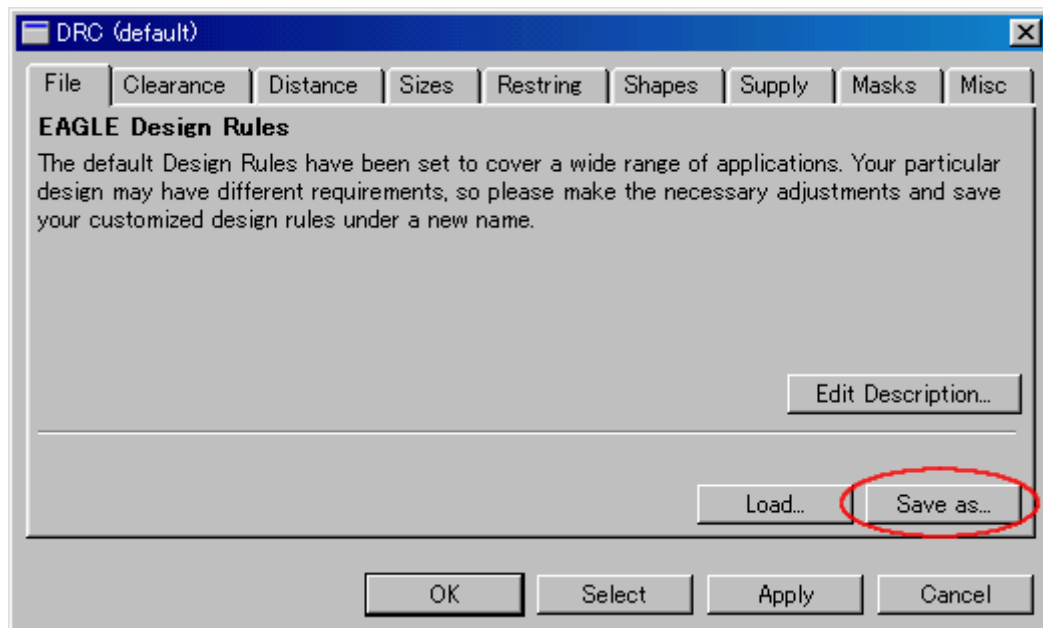 DRC (default)
File Clearance Distance Sizes Restring Shapes Supply Masks Misc
EAGLE Design Rules
The default Design Rules have been set to cover a wide range of applications. Your particular
design may have different requirements, so please make the necessary adjustments and save
your customized design rules under a new name.
Edit Description...
Load... Save as...
OK Select Apply Cancel